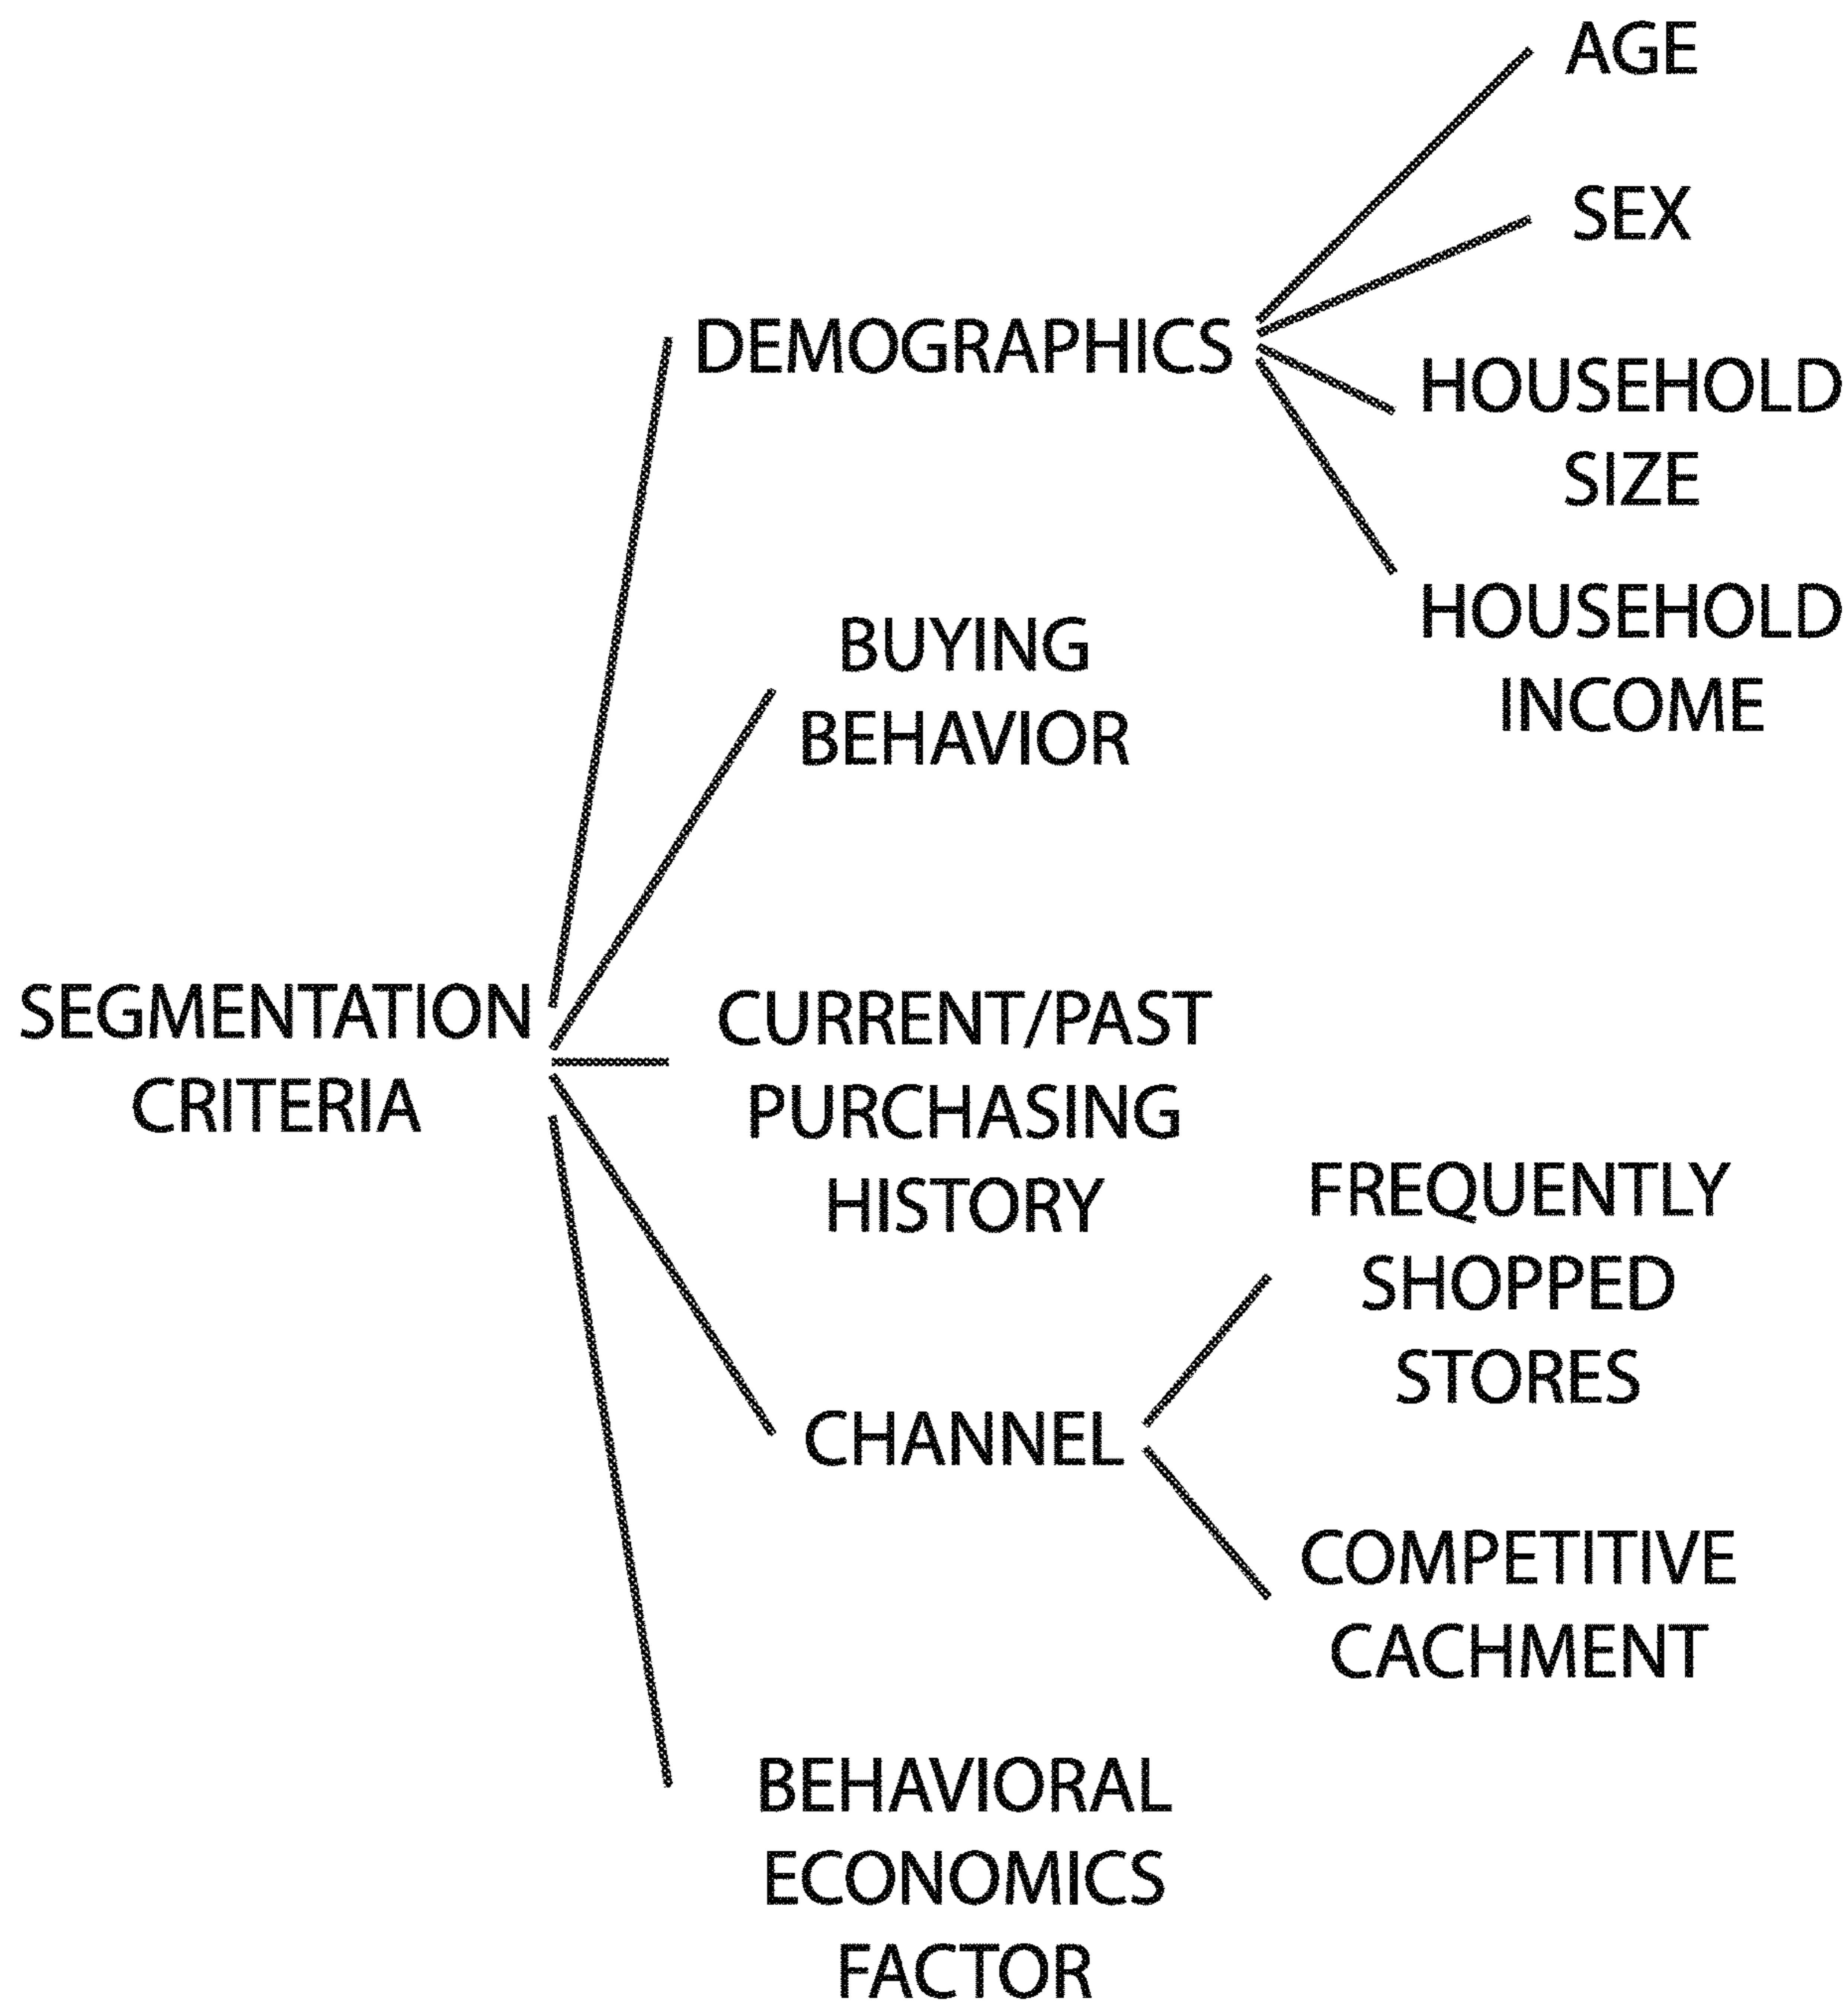 AGE
SEX
DEMOGRAPHICS
HOUSEHOLD
SIZE
HOUSEHOLD
INCOME
BUYING
BEHAVIOR
SEGMENTATION
CRITERIA
CURRENT/PAST
PURCHASING
HISTORY
FREQUENTLY
SHOPPED
STORES
CHANNEL
COMPETITIVE
CACHMENT
BEHAVIORAL
ECONOMICS
FACTOR